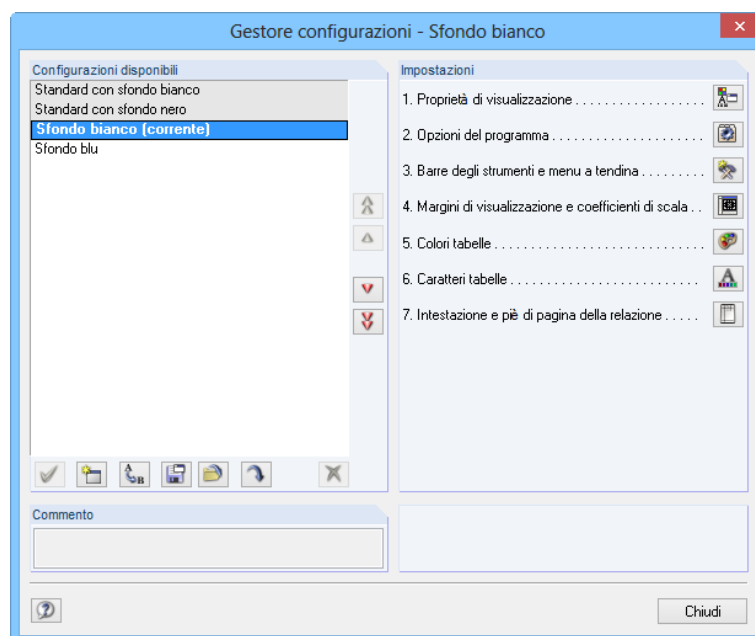 Gestore configurazioni - Sfondo bianco
Configurazioni disponibili
Standard con sfondo bianco
Standard con sfondo nero
Sfondo bianco (corrente)
Sfondo blu
Impostazioni
1. Proprietà di visualizzazione . . . . . . . . . . . . . . . . . .
2. Opzioni del programma . . . . . . . . . . . . . . . . . . . . .
3. Barre degli strumenti e menu a tendina . . . . . . . . .
4. Margini di visualizzazione e coefficienti di scala . .
5. Colori tabelle . . . . . . . . . . . . . . . . . . . . . . . . . . .
6. Caratteri tabelle . . . . . . . . . . . . . . . . . . . . . . . . .
7. Intestazione e piè di pagina della relazione . . . . .
Commento
Chiudi